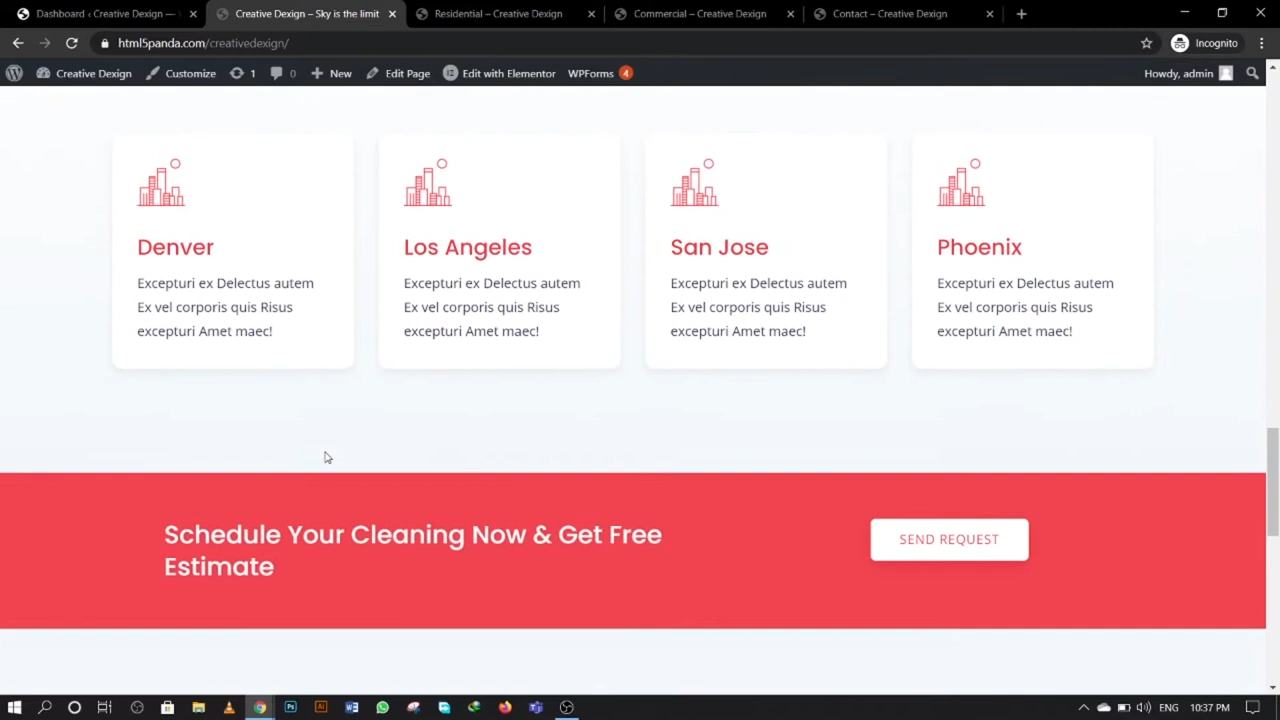 Dashboard ‹ Creative Design —
Creative Dexign – Sky is the limit
Residential – Creative Dexign
Commercial – Creative Dexign
Contact – Creative Dexign
html5panda.com/creativedexign/
Incognito
Creative Dexign
Customize
1
0
New
Edit Page
Edit with Elementor
WPForms
4
Howdy, admin
Denver
Excepturi ex Delectus autem
Ex vel corporis quis Risus
excepturi Amet maec!
Los Angeles
Excepturi ex Delectus autem
Ex vel corporis quis Risus
excepturi Amet maec!
San Jose
Excepturi ex Delectus autem
Ex vel corporis quis Risus
excepturi Amet maec!
Phoenix
Excepturi ex Delectus autem
Ex vel corporis quis Risus
excepturi Amet maec!
Schedule Your Cleaning Now & Get Free
Estimate
SEND REQUEST
Ps
Ai
W
ENG
10:37 PM